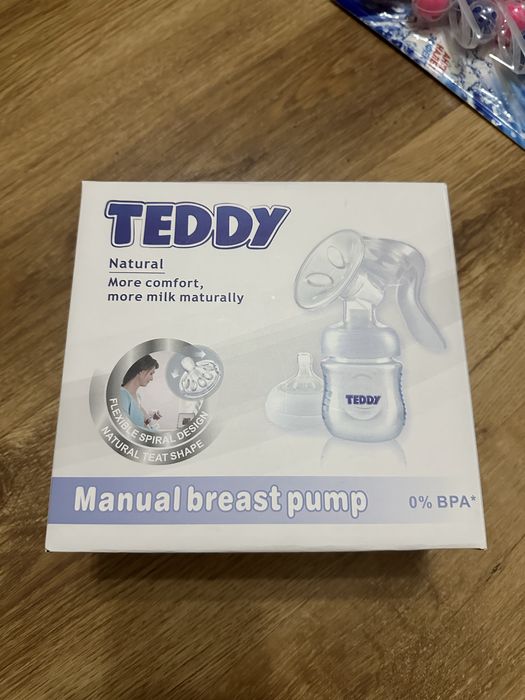 TEDDY
Natural
More comfort,
more milk maturally
TEDDY
FLEXIBLE SPIRAL DESIGN
NATURAL TEAT SHAPE
Manual breast pump
0% BPA*